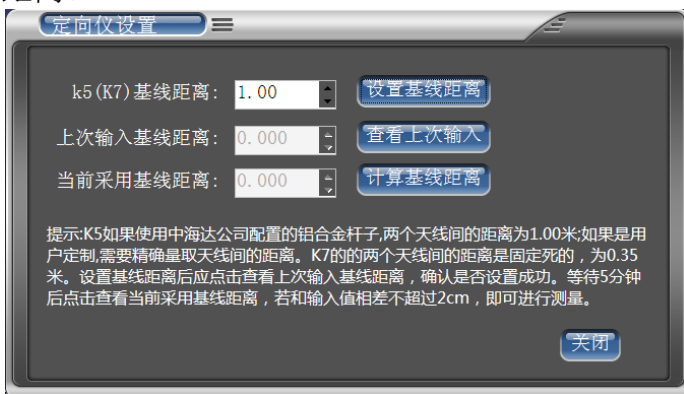 定向仪设置
k5(K7)基线距离: 1.00 设置基线距离
上次输入基线距离: 0.000 查看上次输入
当前采用基线距离: 0.000 计算基线距离
提示:K5如果使用中海达公司配置的铝合金杆子,两个天线间的距离为1.00米;如果是用
户定制,需要精确量取天线间的距离。K7的的两个天线间的距离是固定死的，为0.35
米。设置基线距离后应点击查看上次输入基线距离，确认是否设置成功。等待5分钟
后点击查看当前采用基线距离，若和输入值相差不超过2cm，即可进行测量。
关闭